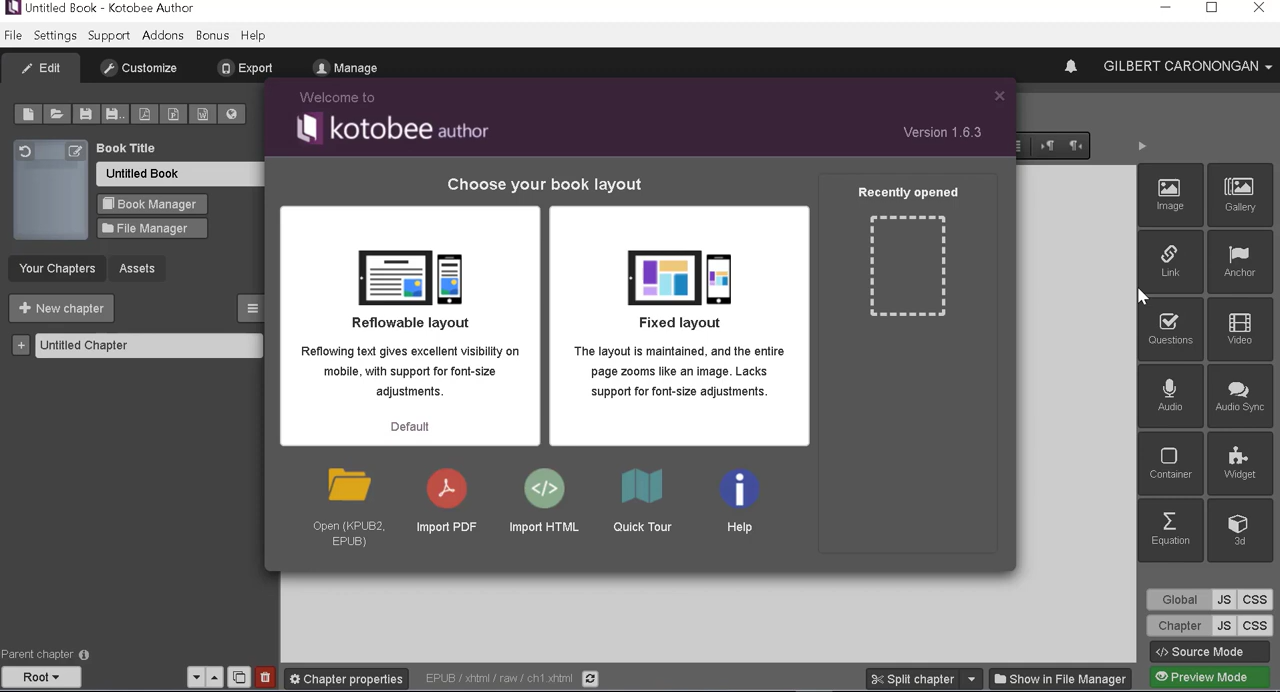 Untitled Book - Kotobee Author
File Settings Support Addons Bonus Help
Edit Customize Export Manage GILBERT CARONONGAN
Welcome to
kotobee author
Version 1.6.3
Book Title
Untitled Book
Book Manager
File Manager
Your Chapters Assets
New chapter
Untitled Chapter
Choose your book layout
Reflowable layout
Reflowing text gives excellent visibility on
mobile, with support for font-size
adjustments.
Default
Fixed layout
The layout is maintained, and the entire
page zooms like an image. Lacks
support for font-size adjustments.
Recently opened
Open (KPUB2,
EPUB)
Import PDF
Import HTML
Quick Tour
Help
Image Gallery
Link Anchor
Questions Video
Audio Audio Sync
Container Widget
Equation 3d
Global JS CSS
Chapter JS CSS
</> Source Mode
Preview Mode
Parent chapter
Root
Chapter properties
EPUB / xhtml / raw / ch1.xhtml
Split chapter
Show in File Manager